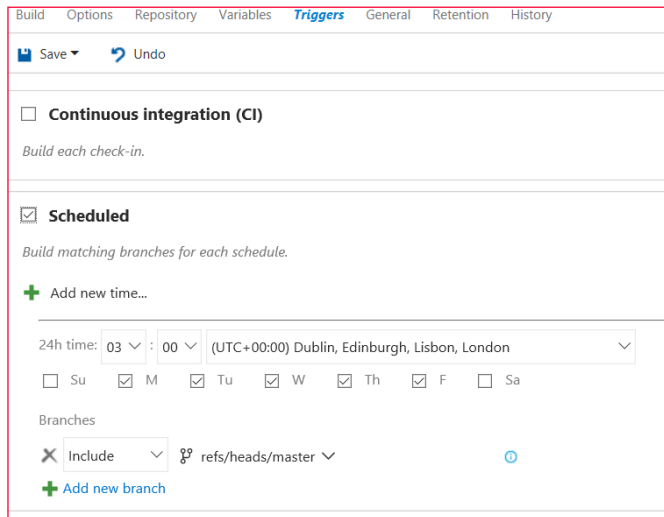 Build Options Repository Variables Triggers General Retention History
Save Undo
Continuous integration (CI)
Build each check-in.
Scheduled
Build matching branches for each schedule.
Add new time...
24h time: 03 : 00 (UTC+00:00) Dublin, Edinburgh, Lisbon, London
Su M Tu W Th F Sa
Branches
Include refs/heads/master
Add new branch